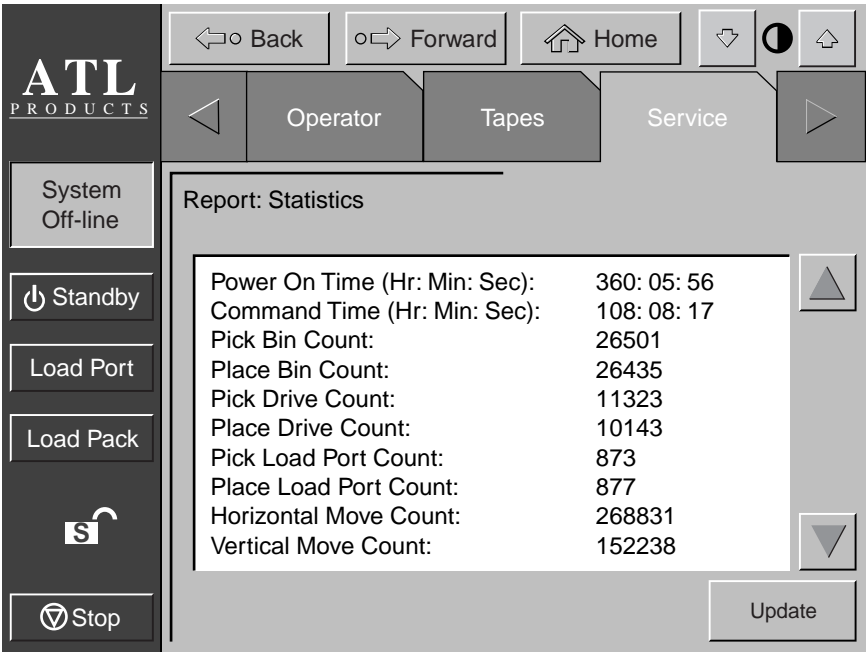 Back
Forward
Home
ATL
PRODUCTS
Operator
Tapes
Service
System
Off-line
Standby
Load Port
Load Pack
S
Stop
Report: Statistics
Power On Time (Hr: Min: Sec): 360: 05: 56
Command Time (Hr: Min: Sec): 108: 08: 17
Pick Bin Count: 26501
Place Bin Count: 26435
Pick Drive Count: 11323
Place Drive Count: 10143
Pick Load Port Count: 873
Place Load Port Count: 877
Horizontal Move Count: 268831
Vertical Move Count: 152238
Update